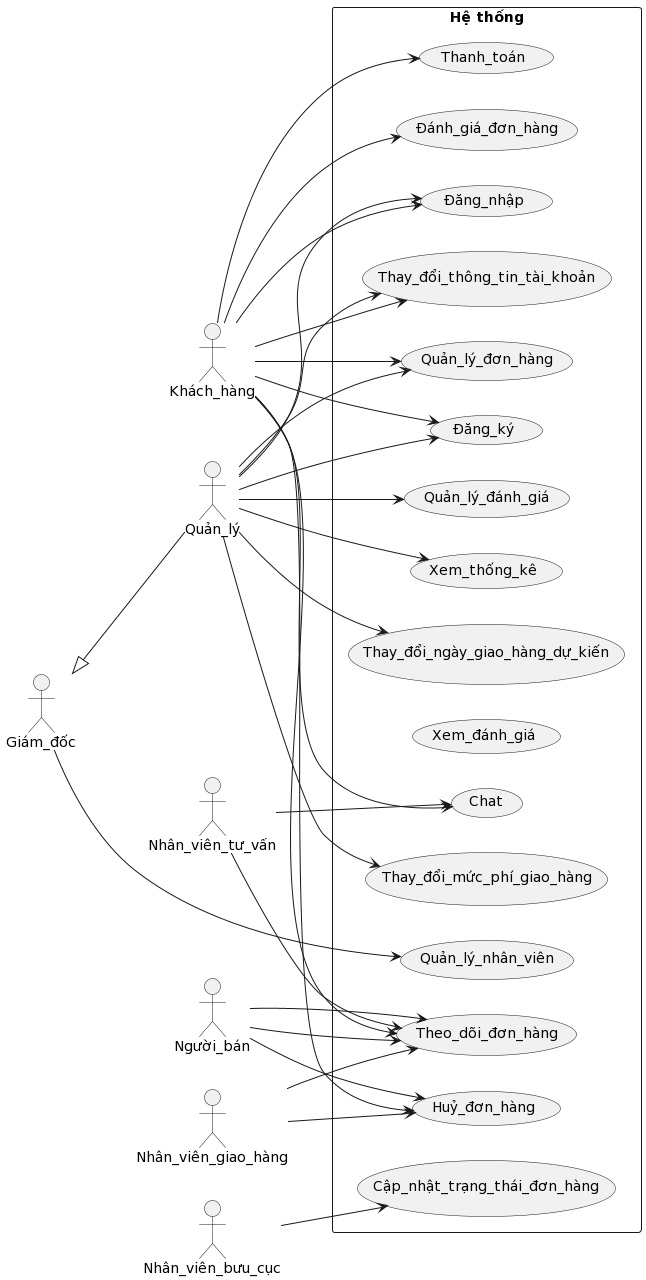 Hệ thống
Thanh_toán
Đánh_giá_đơn_hàng
Đăng_nhập
Thay_đổi_thông_tin_tài_khoản
Quản_lý_đơn_hàng
Khách_hàng
Đăng_ký
Quản_lý_đánh_giá
Quản_lý
Xem_thống_kê
Thay_đổi_ngày_giao_hàng_dự_kiến
Xem_đánh_giá
Giám_đốc
Chat
Nhân_viên_tư_vấn
Thay_đổi_mức_phí_giao_hàng
Quản_lý_nhân_viên
Theo_dõi_đơn_hàng
Người_bán
Huỷ_đơn_hàng
Nhân_viên_giao_hàng
Cập_nhật_trạng_thái_đơn_hàng
Nhân_viên_bưu_cục